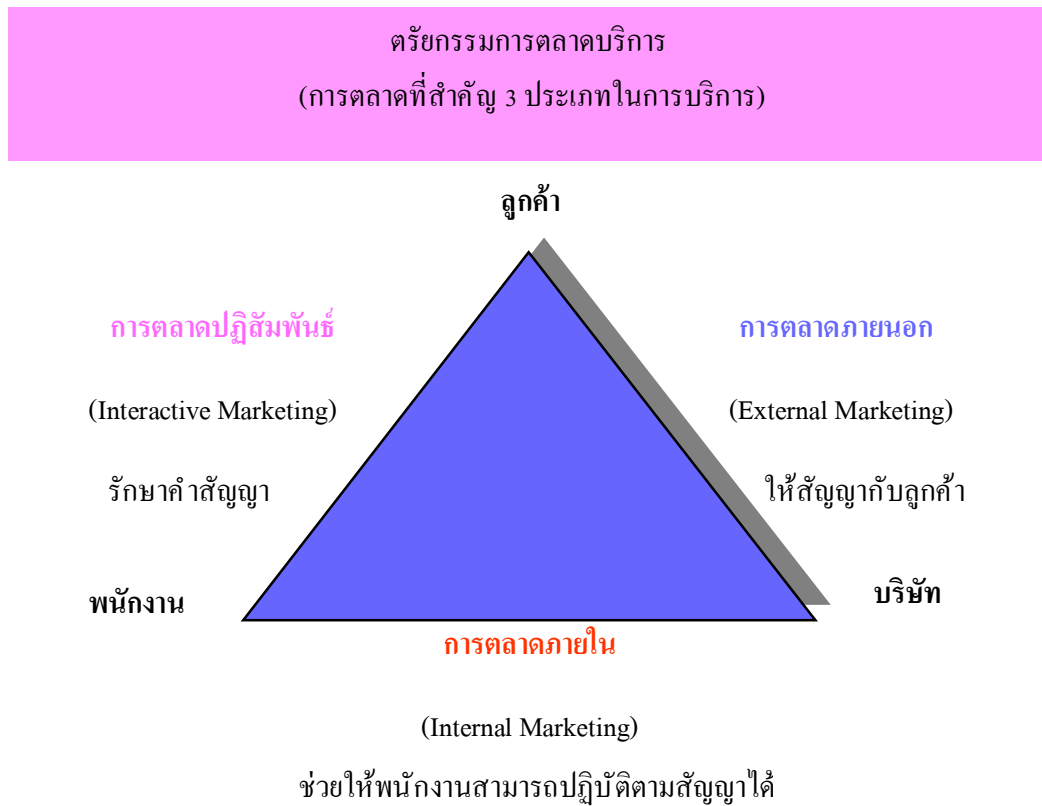 ตรัยกรรมการตลาดบริการ
(การตลาดที่สำคัญ 3 ประเภทในการบริการ)
ลูกค้า
การตลาดปฏิสัมพันธ์
(Interactive Marketing)
รักษาคำสัญญา
การตลาดภายนอก
(External Marketing)
ให้สัญญากับลูกค้า
พนักงาน
บริษัท
การตลาดภายใน
(Internal Marketing)
ช่วยให้พนักงานสามารถปฏิบัติตามสัญญาได้